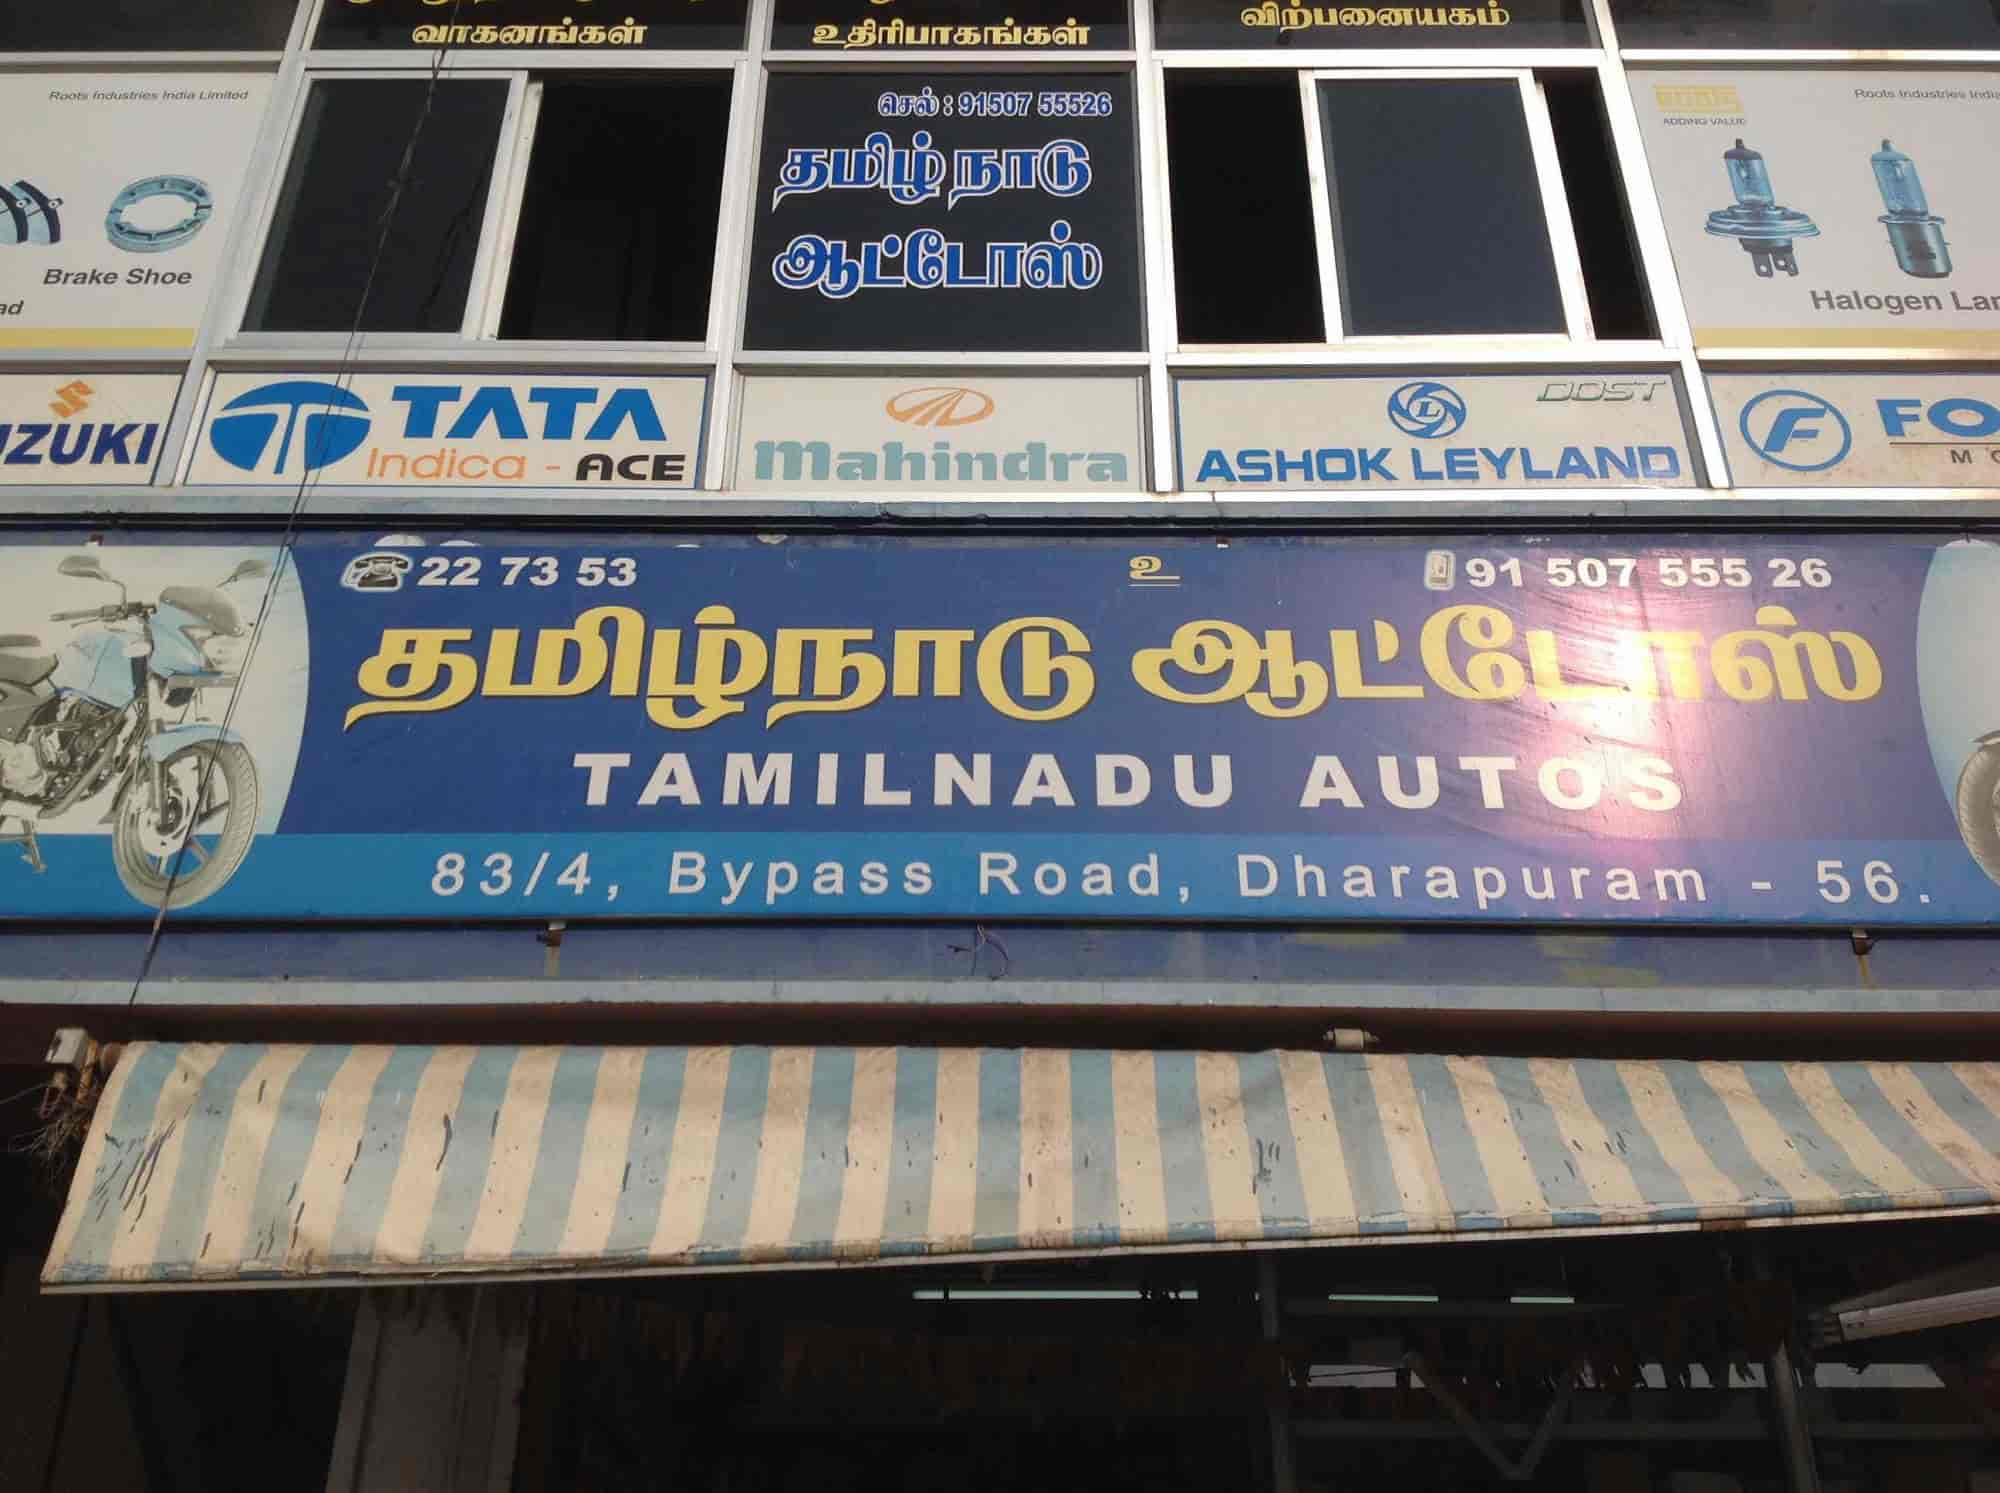 வாகனங்கள்
உதிரிபாகங்கள்
விற்பனையகம்
Roots Industries India Limited
Brake Shoe
செல் : 91507 55526
தமிழ் நாடு
ஆட்டோஸ்
ADDING VALUE
Roots Industries
Halogen
TATA
Indica - ACE
Mahindra
DOST
ASHOK LEYLAND
22 73 53
உ
91 507 555 26
தமிழ்நாடு ஆட்டோஸ்
TAMILNADU AUTOS
83/4, Bypass Road, Dharapuram - 56.